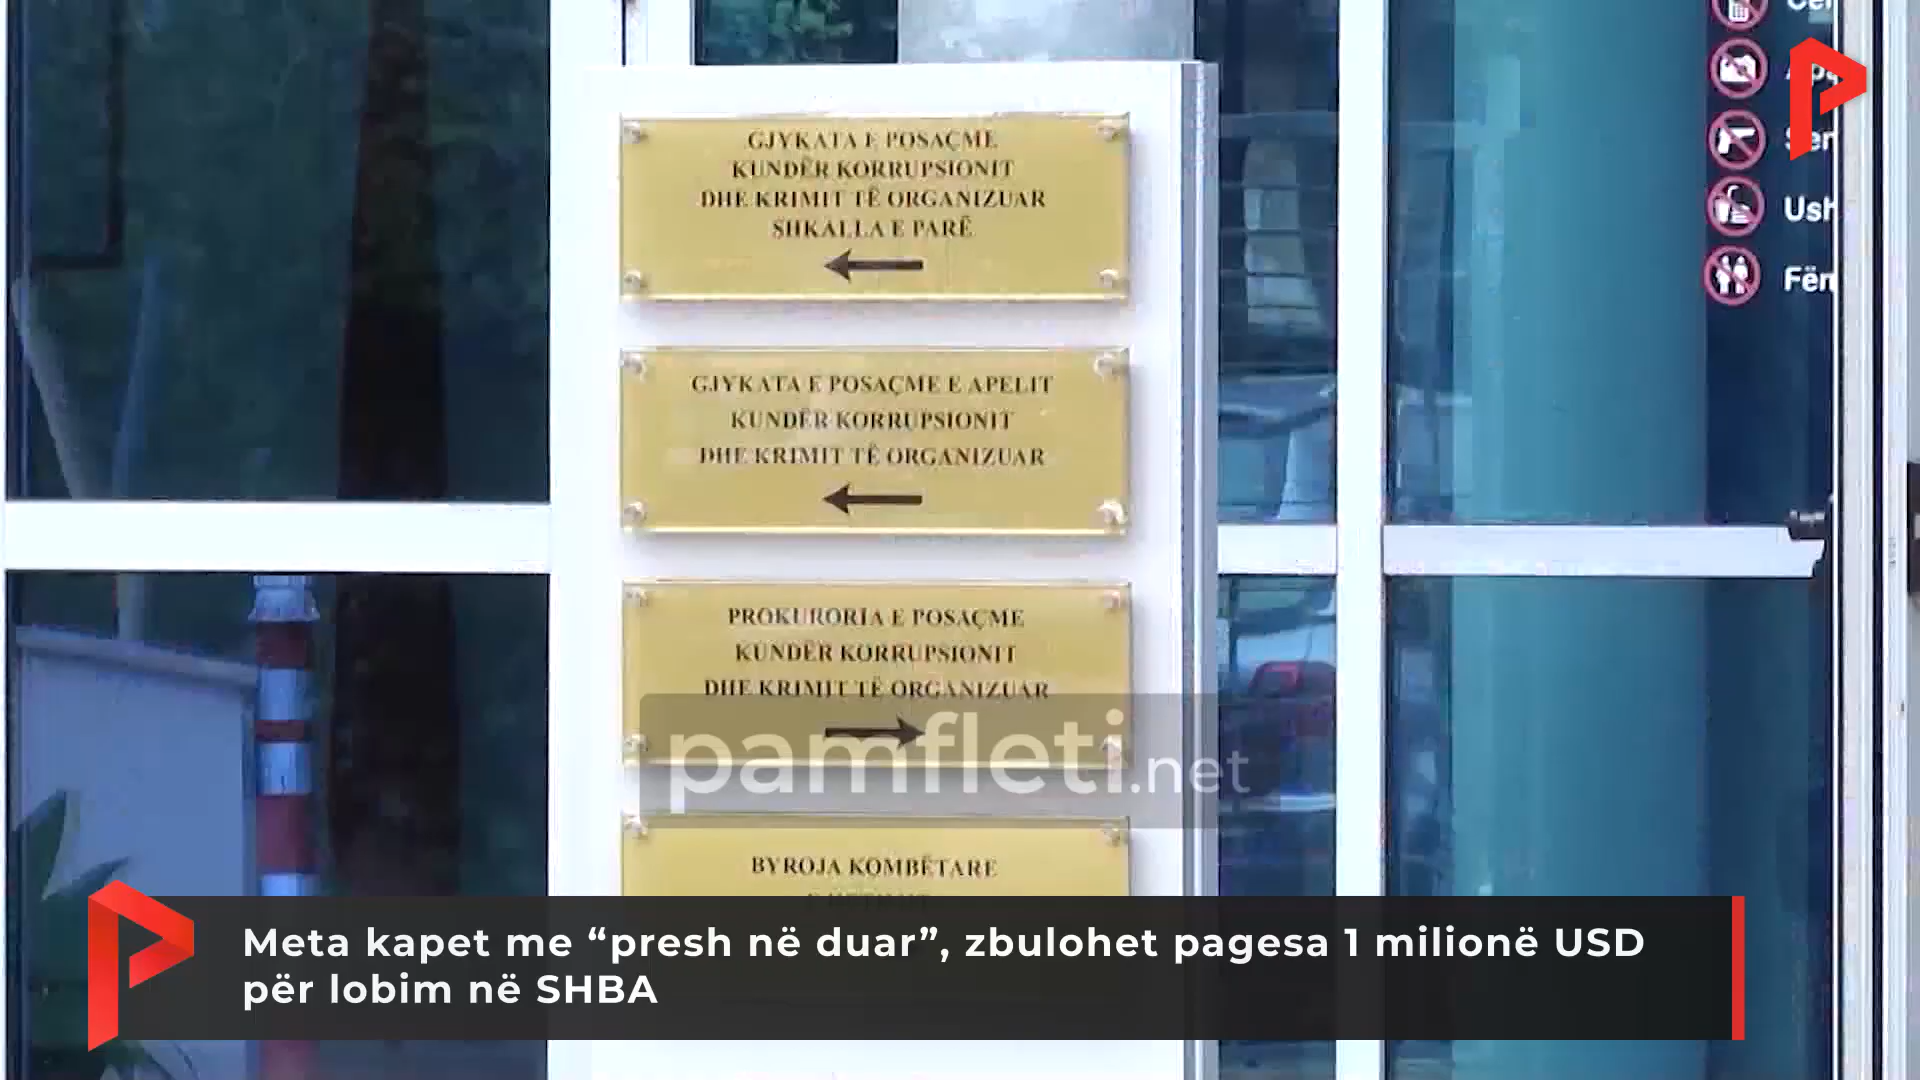 GJYKATA E POSAÇME
KUNDËR KORRUPSIONIT
DHE KRIMIT TË ORGANIZUAR
SHKALLA E PARË
GJYKATA E POSAÇME E APELIT
KUNDËR KORRUPSIONIT
DHE KRIMIT TË ORGANIZUAR
PROKURORIA E POSAÇME
KUNDËR KORRUPSIONIT
DHE KRIMIT TË ORGANIZUAR
pamfleti.net
BYROJA KOMBËTARE
Meta kapet me “presh në duar”, zbulohet pagesa 1 milionë USD
për lobim në SHBA